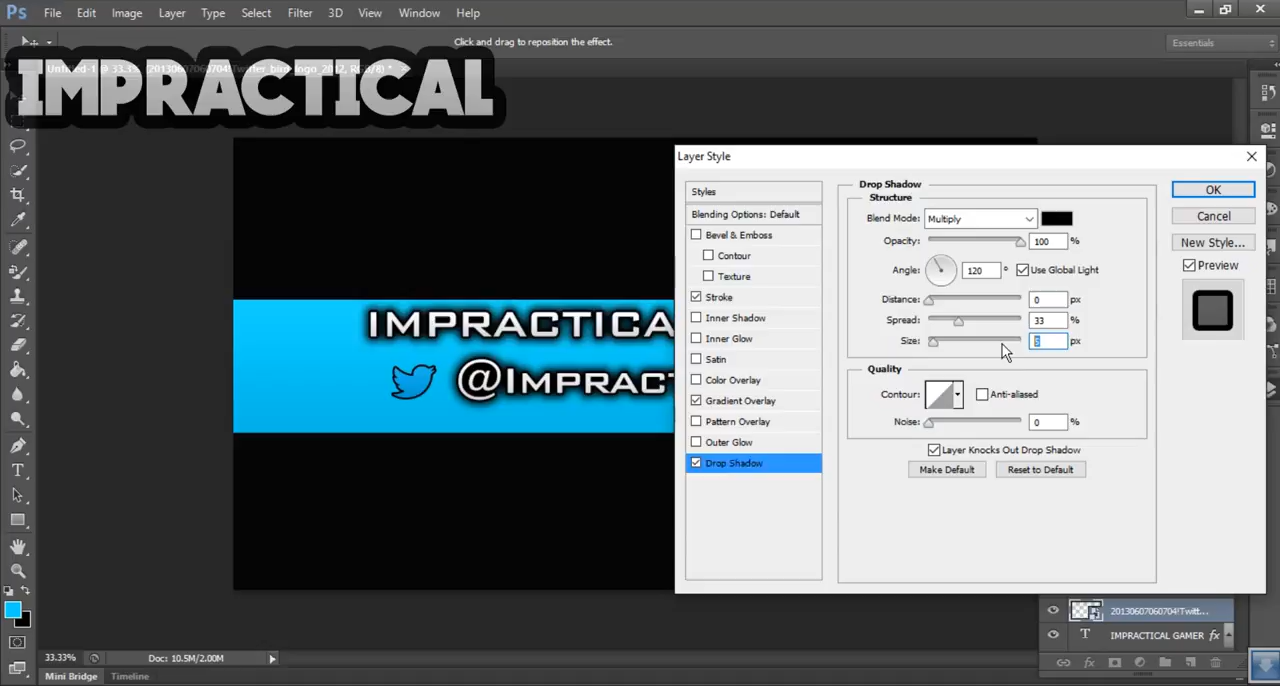 Ps File Edit Image Layer Type Select Filter 3D View Window Help
Click and drag to reposition the effect.
Essentials
IMPRACTICAL
Layer Style
Styles
Blending Options: Default
Bevel & Emboss
Contour
Texture
Stroke
Inner Shadow
Inner Glow
Satin
Color Overlay
Gradient Overlay
Pattern Overlay
Outer Glow
Drop Shadow
Drop Shadow
Structure
Blend Mode: Multiply
Opacity: 100 %
Angle: 120 ° Use Global Light
Distance: 0 px
Spread: 33 %
Size: 5 px
Quality
Contour: Anti-aliased
Noise: 0 %
Layer Knocks Out Drop Shadow
Make Default Reset to Default
OK
Cancel
New Style...
Preview
IMPRACTICA
@IMPRACT
20130607060704!Twitt...
T IMPRACTICAL GAMER fx
33.33% Doc: 10.5M/2.00M
Mini Bridge Timeline